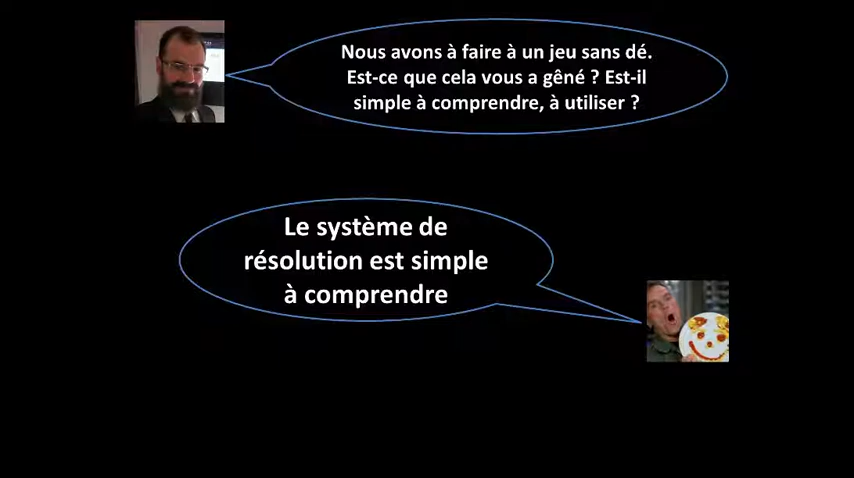 Nous avons à faire à un jeu sans dé.
Est-ce que cela vous a gêné ? Est-il
simple à comprendre, à utiliser ?
Le système de
résolution est simple
à comprendre